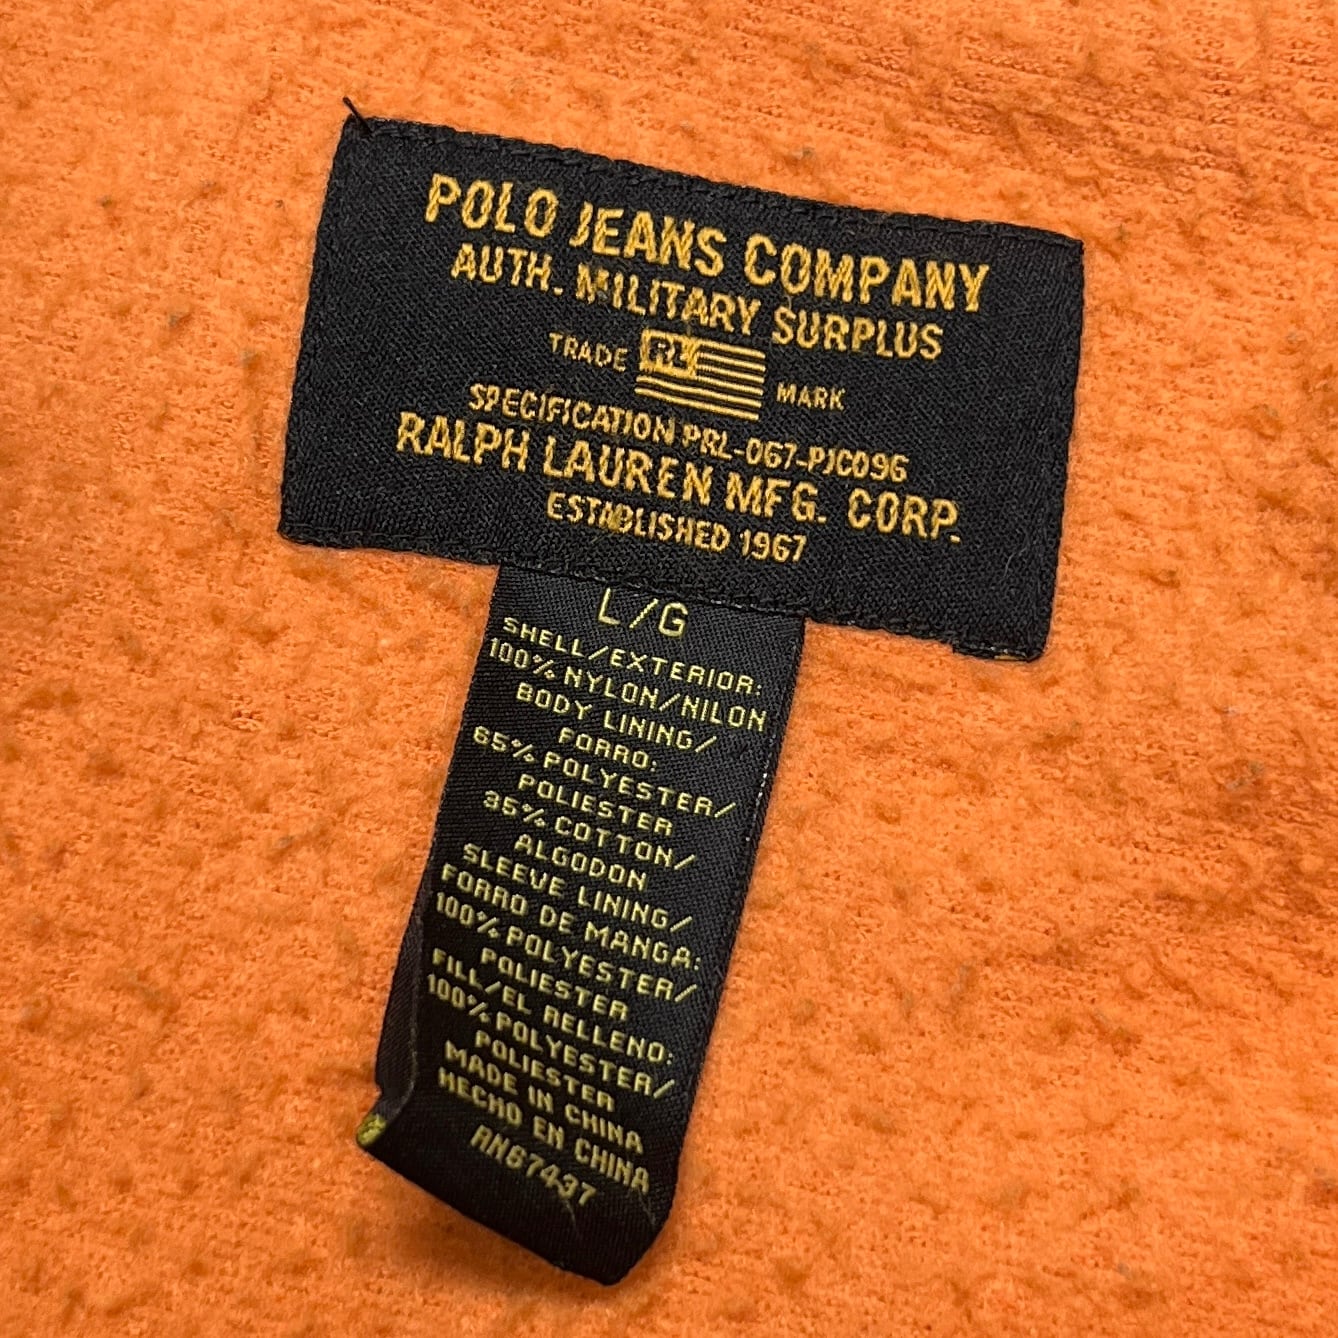 POLO JEANS COMPANY
AUTH. MILITARY SURPLUS
TRADE RL MARK
SPECIFICATION PRL-067-PJC096
RALPH LAUREN MFG. CORP.
ESTABLISHED 1967
L/G
SHELL/EXTERIOR:
100% NYLON/NILON
BODY LINING/
FORRO:
65% POLYESTER/
POLIESTER
35% COTTON/
ALGODON
SLEEVE LINING/
FORRO DE MANGA:
100% POLYESTER/
POLIESTER
FILL/EL RELLENO:
100% POLYESTER/
POLIESTER
MADE IN CHINA
HECHO EN CHINA
RN67437